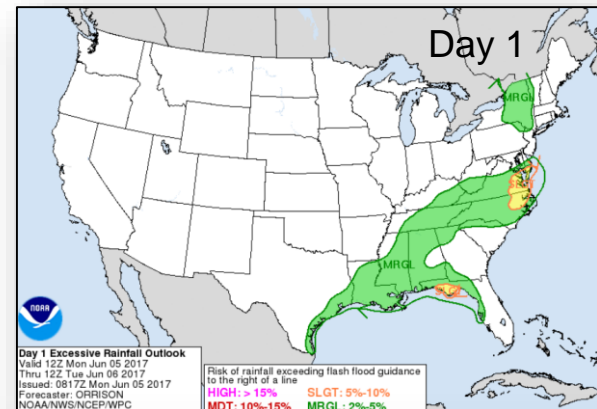 Day 1
MRGL
MRGL
NOAA
Day 1 Excessive Rainfall Outlook
Valid 12Z Mon Jun 05 2017
Thru 12Z Tue Jun 06 2017
Issued: 0817Z Mon Jun 05 2017
Forecaster: ORRISON
NOAA/NWS/NCEP/WPC
Risk of rainfall exceeding flash flood guidance
to the right of a line
HIGH: > 15% SLGT: 5%-10%
MDT: 10%-15% MRGL: 2%-5%